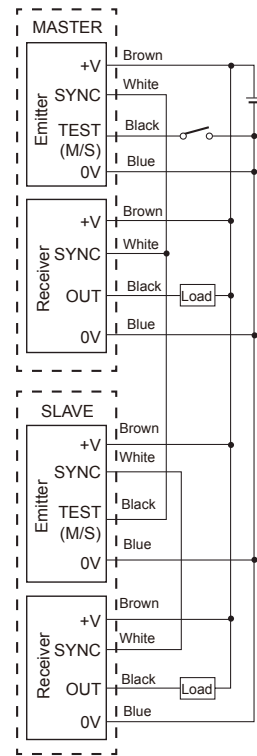 MASTER
Emitter
+V Brown
SYNC White
TEST Black
(M/S)
0V Blue
Receiver
+V Brown
SYNC White
OUT Black Load
0V Blue
SLAVE
Emitter
+V Brown
SYNC White
TEST Black
(M/S)
0V Blue
Receiver
+V Brown
SYNC White
OUT Black Load
0V Blue